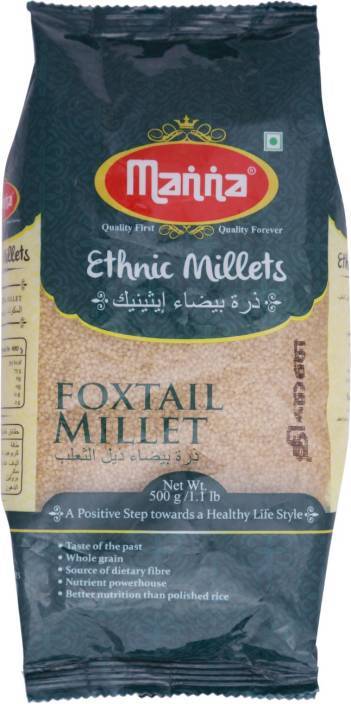 Manna®
Quality First Quality Forever
Ethnic Millets
ذرة بيضاء إيثينيك
FOXTAIL
MILLET
ذرة بيضاء ذيل الثعلب
Net Wt.
500 g /1.1 lb
A Positive Step towards a Healthy Life Style
• Taste of the past
• Whole grain
• Source of dietary fibre
• Nutrient powerhouse
• Better nutrition than polished rice